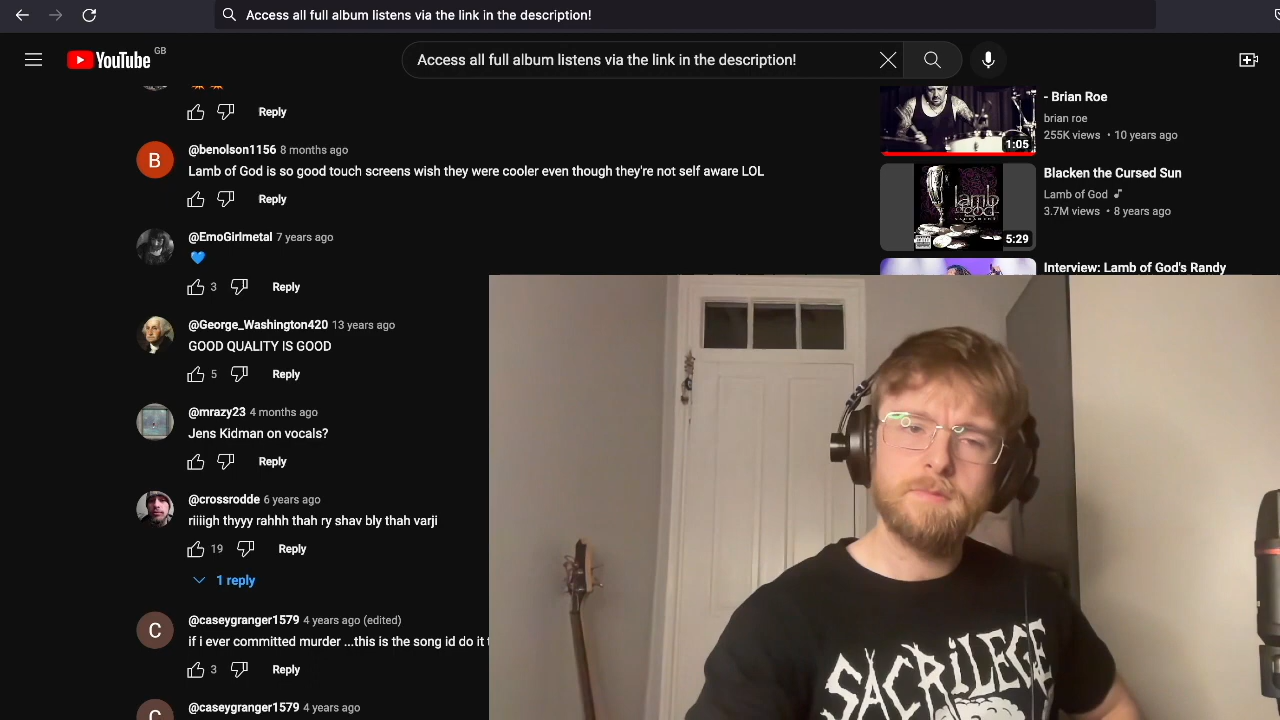 Access all full album listens via the link in the description!
YouTube GB
Access all full album listens via the link in the description!
Reply
@benolson1156 8 months ago
Lamb of God is so good touch screens wish they were cooler even though they're not self aware LOL
Reply
@EmoGirlmetal 7 years ago
3 Reply
@George_Washington420 13 years ago
GOOD QUALITY IS GOOD
5 Reply
@mrazy23 4 months ago
Jens Kidman on vocals?
Reply
@crossrodde 6 years ago
riiiigh thyyy rahhh thah ry shav bly thah varji
19 Reply
1 reply
@caseygranger1579 4 years ago (edited)
if i ever committed murder ...this is the song id do it t
3 Reply
@caseygranger1579 4 years ago
B
C
C
- Brian Roe
brian roe
255K views • 10 years ago
1:05
Blacken the Cursed Sun
Lamb of God
3.7M views • 8 years ago
lamb
of god
5:29
Interview: Lamb of God's Randy
SACRILEGE